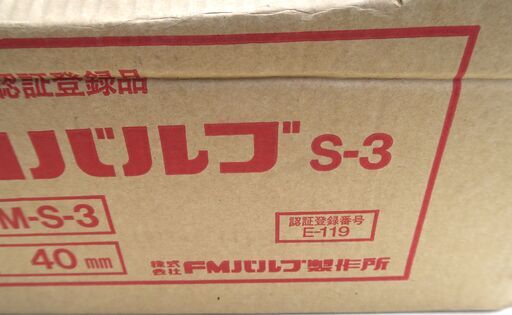 認証登録品
バルブ S-3
M-S-3
認証登録番号
E-119
40 mm
株式会社 FMバルブ製作所